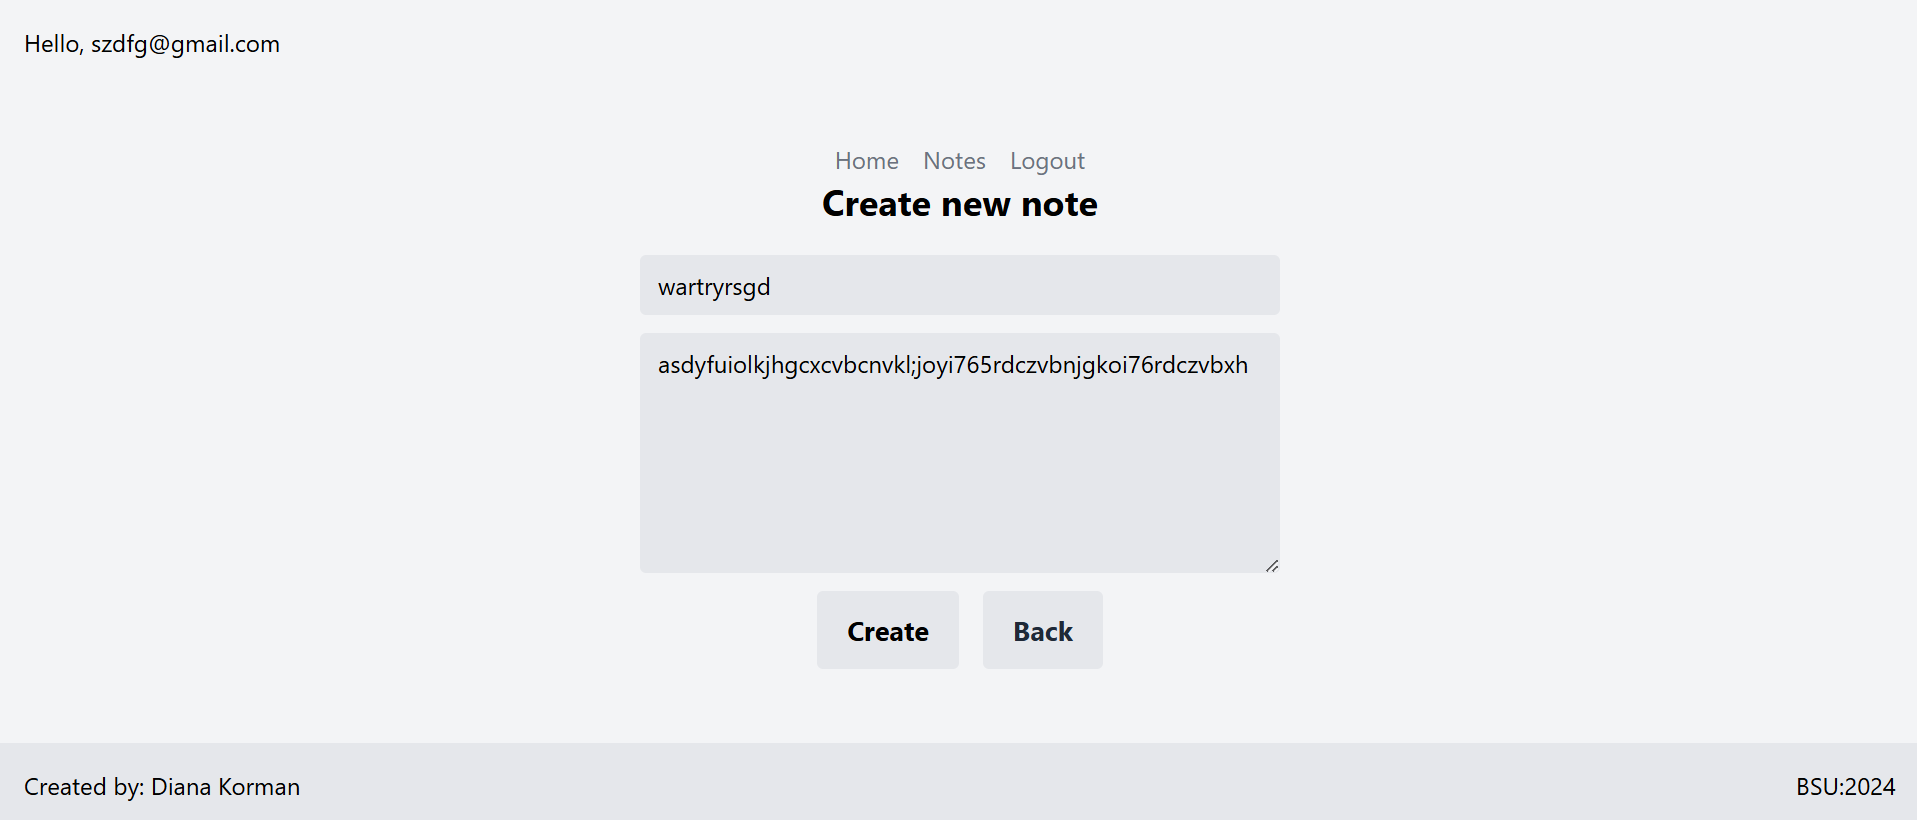 Hello, szdfg@gmail.com
Home Notes Logout
Create new note
wartryrsgd
asdyfuiolkjhgcxcvbcnvkl;joyi765rdczvbnjgkoi76rdczvbxh
Create Back
Created by: Diana Korman BSU:2024